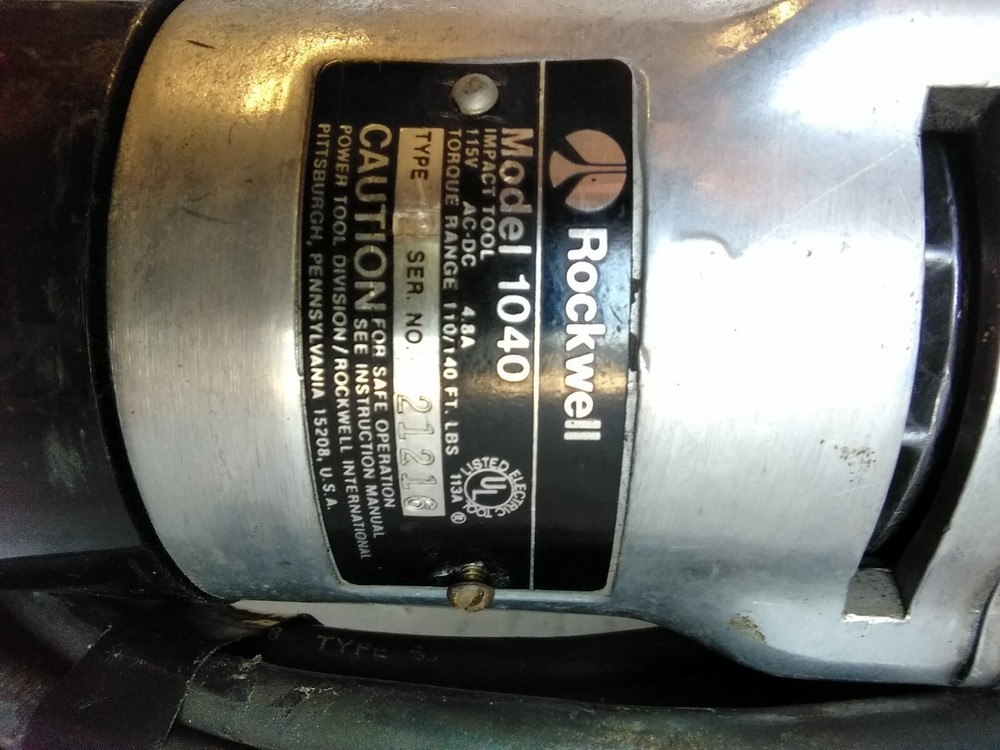 Rockwell
Model 1040
IMPACT TOOL
115V AC-DC 4.8A
TORQUE RANGE 110/140 FT. LBS
LISTED ELECTRIC TOOL
UL
113A ®
TYPE SER. NO. 21216
CAUTION FOR SAFE OPERATION
SEE INSTRUCTION MANUAL
POWER TOOL DIVISION/ROCKWELL INTERNATIONAL
PITTSBURGH, PENNSYLVANIA 15208, U.S.A.
TYPE